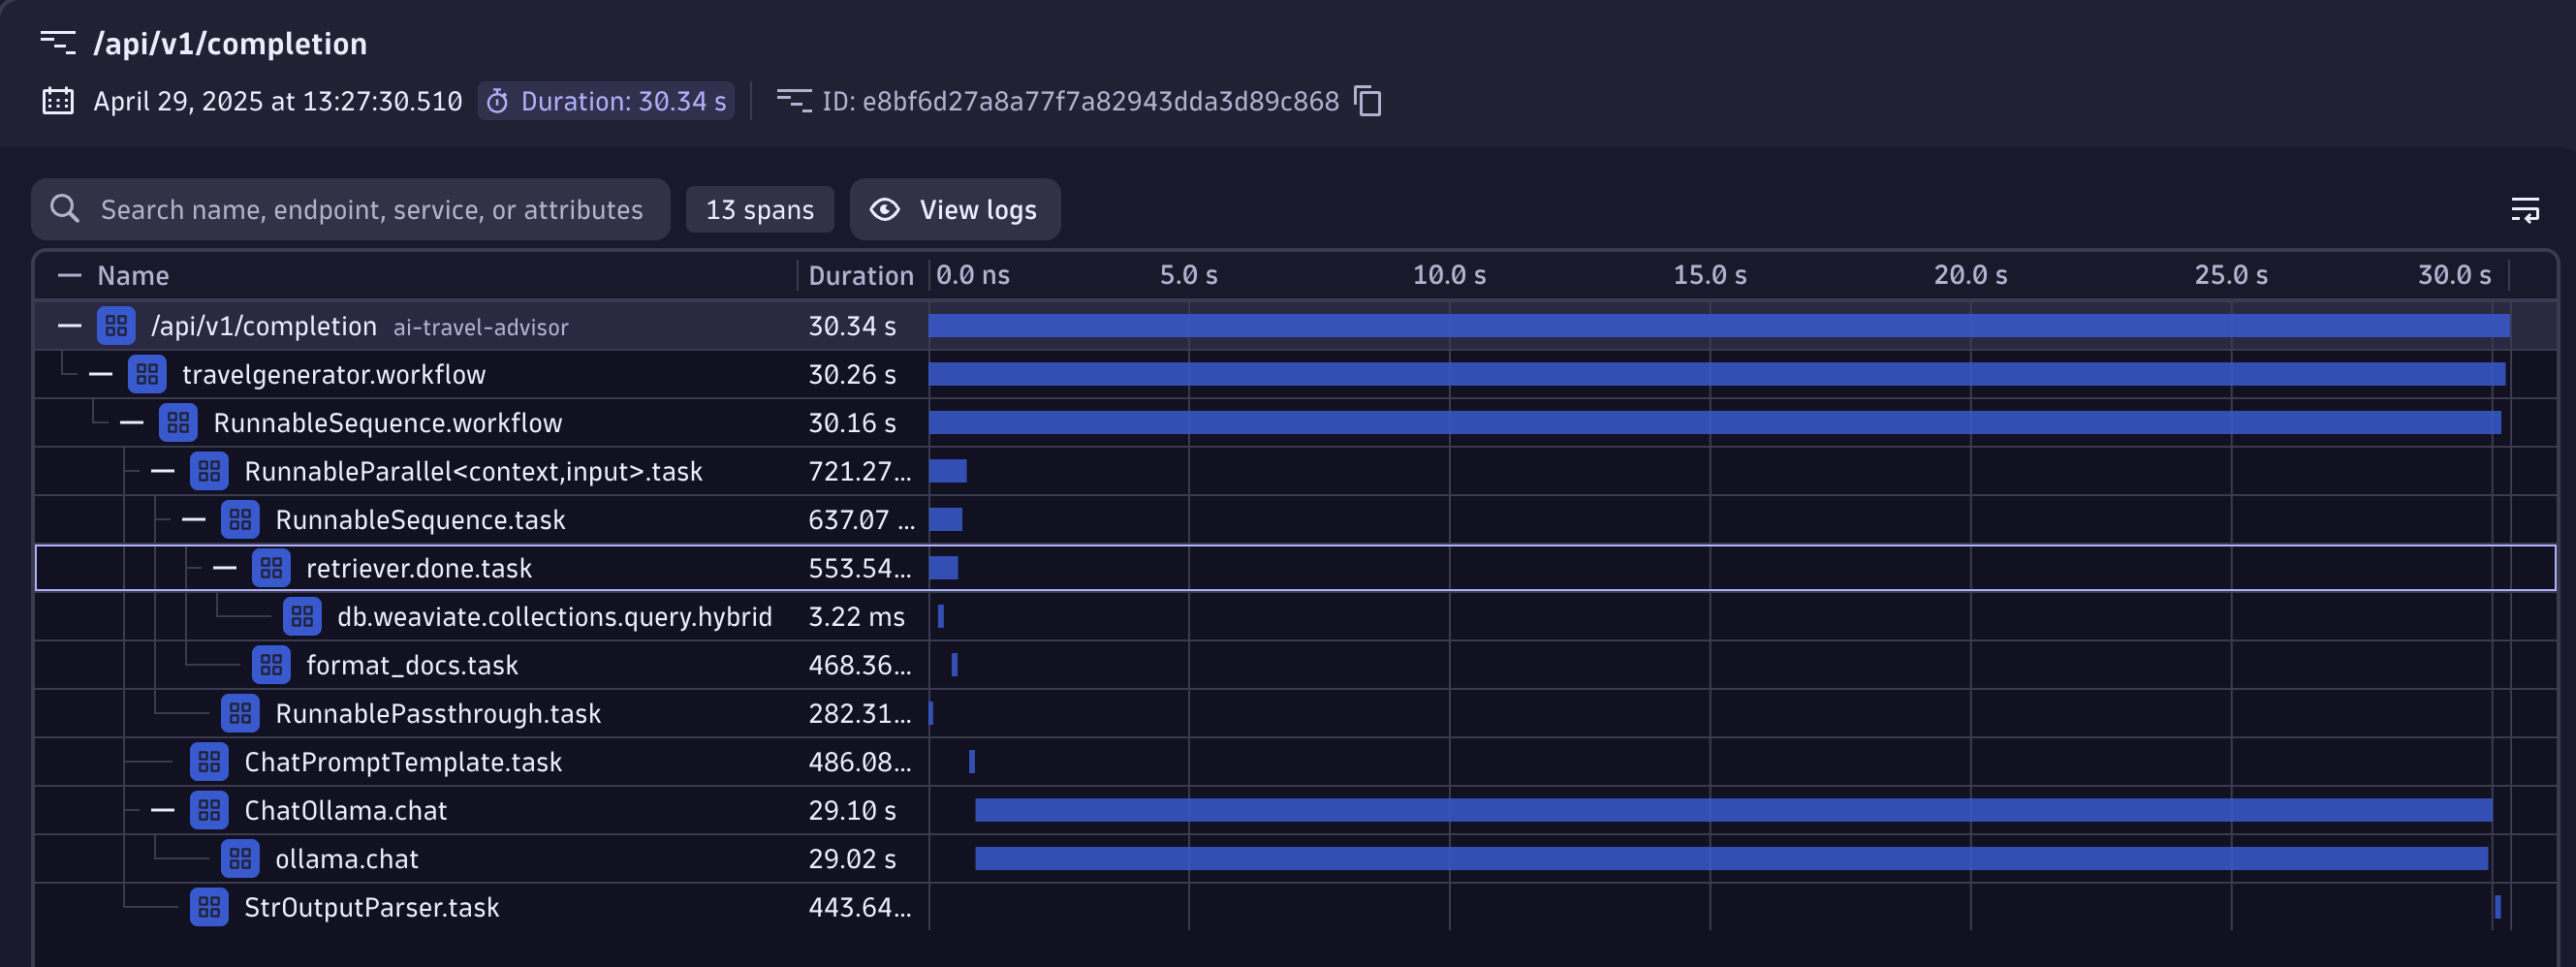 /api/v1/completion
April 29, 2025 at 13:27:30.510 Duration: 30.34 s ID: e8bf6d27a8a77f7a82943dda3d89c868
Search name, endpoint, service, or attributes 13 spans View logs
Name Duration 0.0 ns 5.0 s 10.0 s 15.0 s 20.0 s 25.0 s 30.0 s
/api/v1/completion ai-travel-advisor 30.34 s
travelgenerator.workflow 30.26 s
RunnableSequence.workflow 30.16 s
RunnableParallel<context,input>.task 721.27...
RunnableSequence.task 637.07 ...
retriever.done.task 553.54...
db.weaviate.collections.query.hybrid 3.22 ms
format_docs.task 468.36...
RunnablePassthrough.task 282.31...
ChatPromptTemplate.task 486.08...
ChatOllama.chat 29.10 s
ollama.chat 29.02 s
StrOutputParser.task 443.64...